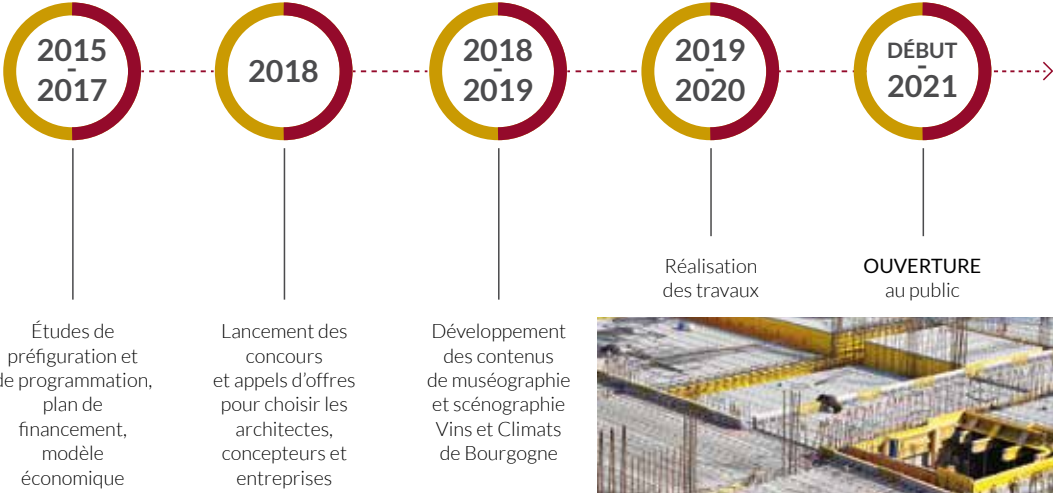 2015
-
2017
2018
2018
-
2019
2019
-
2020
DÉBUT
-
2021
Études de
préfiguration et
de programmation,
plan de
financement,
modèle
économique
Lancement des
concours
et appels d’offres
pour choisir les
architectes,
concepteurs et
entreprises
Développement
des contenus
de muséographie
et scénographie
Vins et Climats
de Bourgogne
Réalisation
des travaux
OUVERTURE
au public